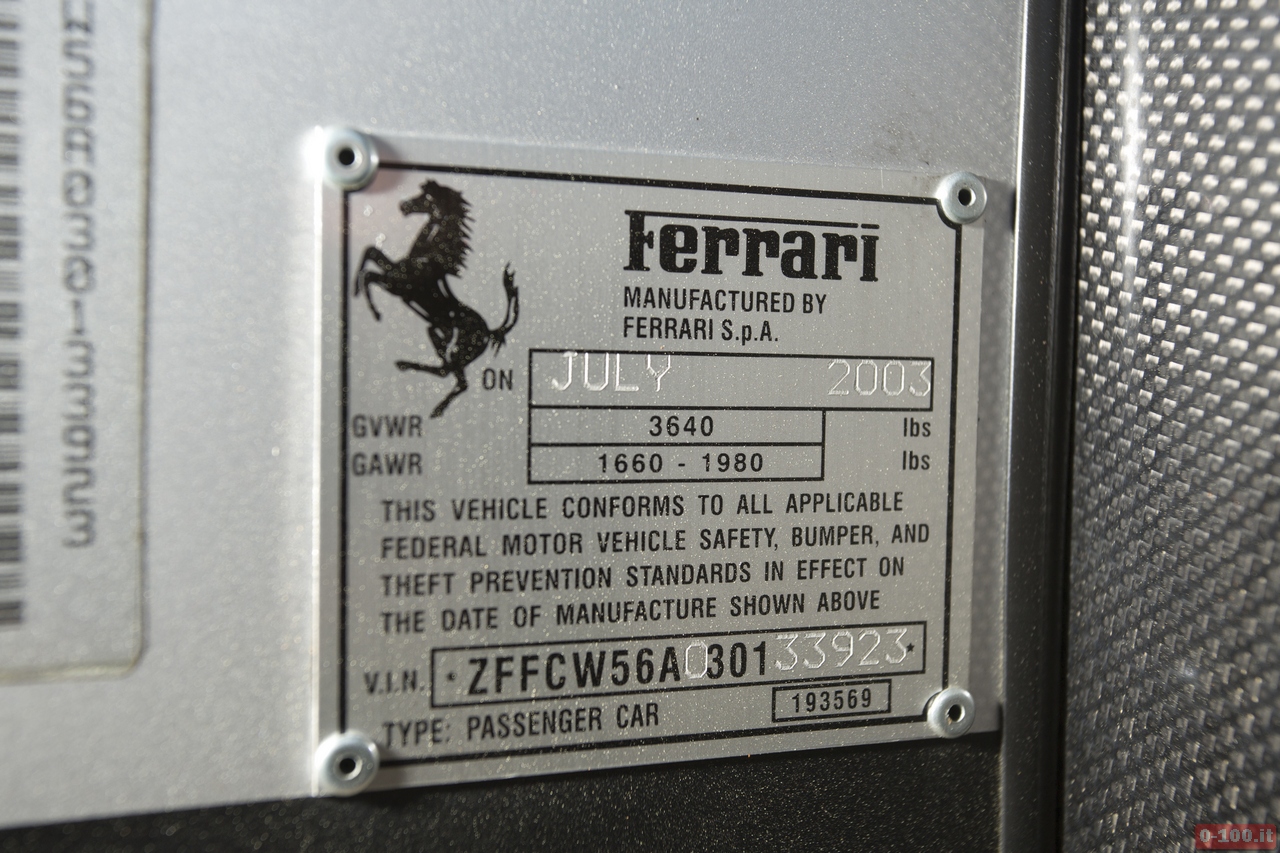 Ferrari
MANUFACTURED BY
FERRARI S.p.A.
ON JULY 2003
GVWR 3640 lbs
GAWR 1660 - 1980 lbs
THIS VEHICLE CONFORMS TO ALL APPLICABLE
FEDERAL MOTOR VEHICLE SAFETY, BUMPER, AND
THEFT PREVENTION STANDARDS IN EFFECT ON
THE DATE OF MANUFACTURE SHOWN ABOVE
V.I.N. *ZFFCW56A030133923*
TYPE: PASSENGER CAR 193569
0-100.it